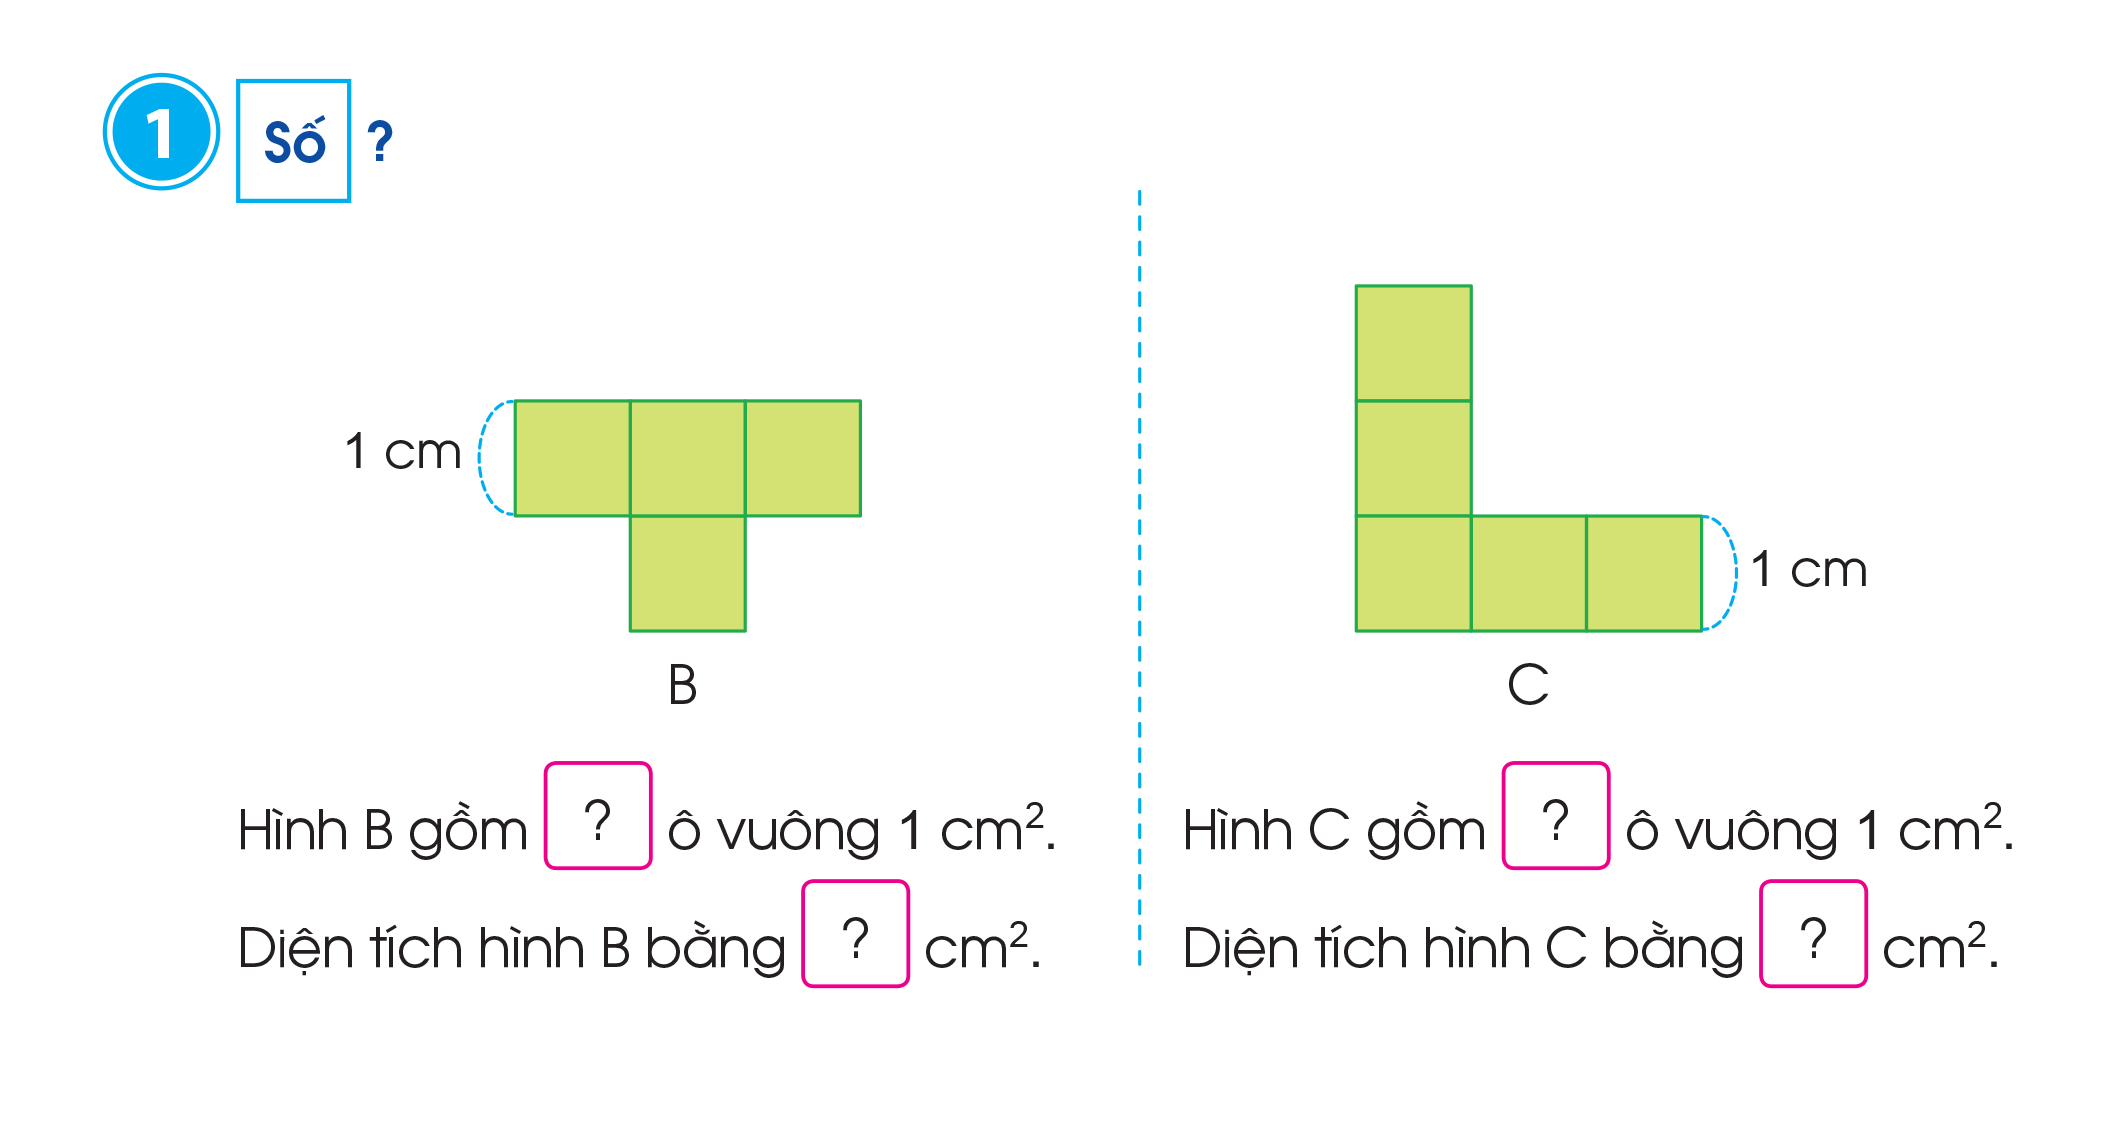 1 Số ?
1 cm
B
Hình B gồm ? ô vuông 1 cm².
Diện tích hình B bằng ? cm².
1 cm
C
Hình C gồm ? ô vuông 1 cm².
Diện tích hình C bằng ? cm².